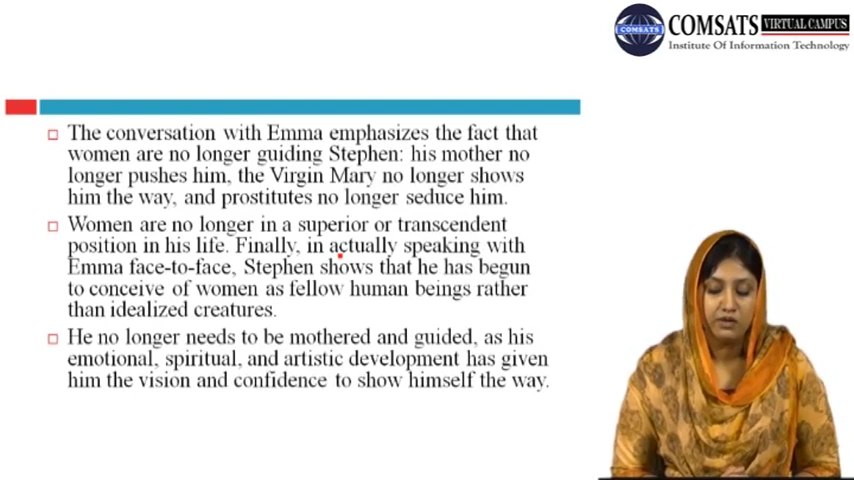 COMSATS
COMSATS VIRTUAL CAMPUS
Institute Of Information Technology
The conversation with Emma emphasizes the fact that
women are no longer guiding Stephen: his mother no
longer pushes him, the Virgin Mary no longer shows
him the way, and prostitutes no longer seduce him.
Women are no longer in a superior or transcendent
position in his life. Finally, in actually speaking with
Emma face-to-face, Stephen shows that he has begun
to conceive of women as fellow human beings rather
than idealized creatures.
He no longer needs to be mothered and guided, as his
emotional, spiritual, and artistic development has given
him the vision and confidence to show himself the way.